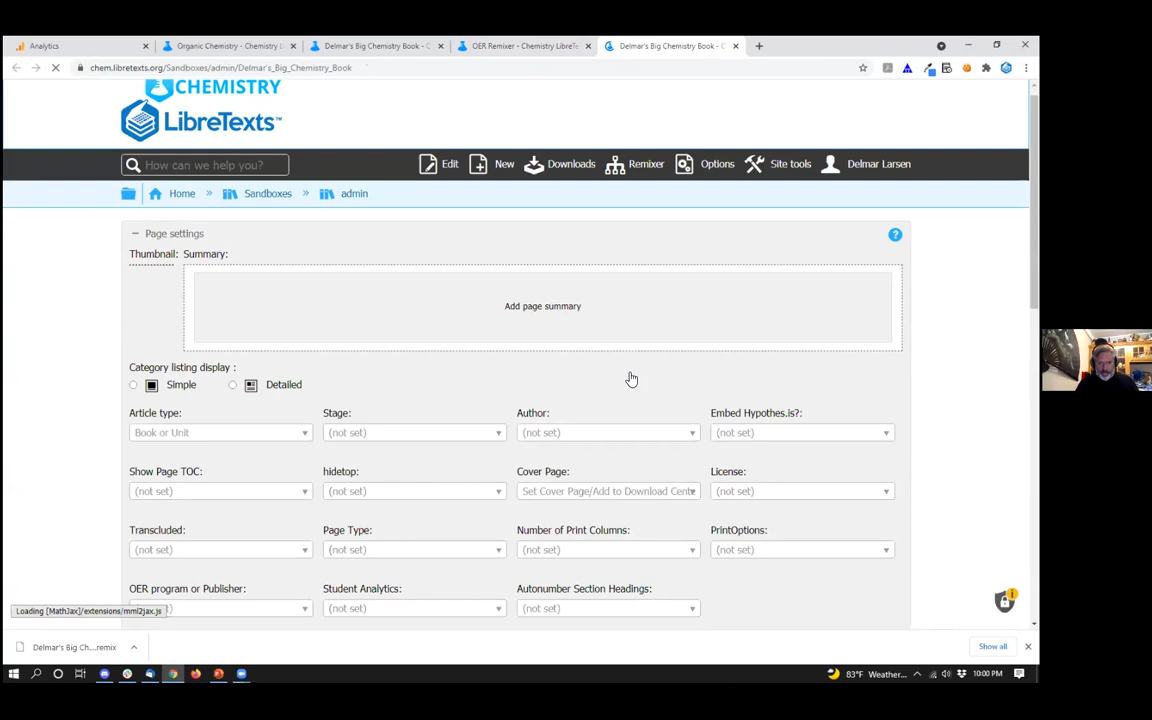 Analytics
Organic Chemistry - Chemistry L
Delmar's Big Chemistry Book - C
OER Remixer - Chemistry LibreTe
Delmar's Big Chemistry Book - C
chem.libretexts.org/Sandboxes/admin/Delmar's_Big_Chemistry_Book
CHEMISTRY
LibreTexts™
How can we help you?
Edit
New
Downloads
Remixer
Options
Site tools
Delmar Larsen
Home » Sandboxes » admin
Page settings
Thumbnail: Summary:
Add page summary
Category listing display :
Simple Detailed
Article type: Stage: Author: Embed Hypothes.is?:
Book or Unit (not set) (not set) (not set)
Show Page TOC: hidetop: Cover Page: License:
(not set) (not set) Set Cover Page/Add to Download Cente (not set)
Transcluded: Page Type: Number of Print Columns: PrintOptions:
(not set) (not set) (not set) (not set)
OER program or Publisher: Student Analytics: Autonumber Section Headings:
(not set) (not set)
Loading [MathJax]/extensions/mml2jax.js
Delmar's Big Ch....remix
Show all
83°F Weather...
10:00 PM